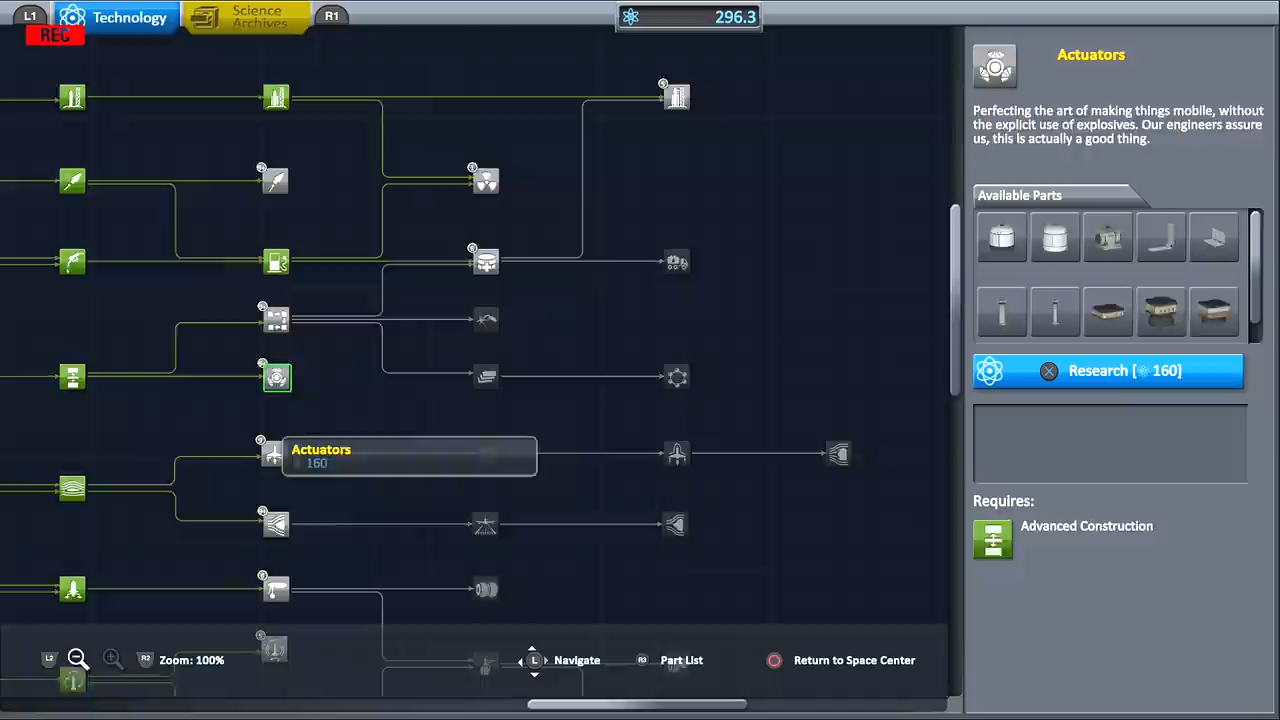 L1
Technology
Science
Archives
R1
296.3
REC
Actuators
Perfecting the art of making things mobile, without
the explicit use of explosives. Our engineers assure
us, this is actually a good thing.
Available Parts
Research [ 160]
Actuators
160
Requires:
Advanced Construction
L2
R2
Zoom: 100%
L
Navigate
R3
Part List
Return to Space Center